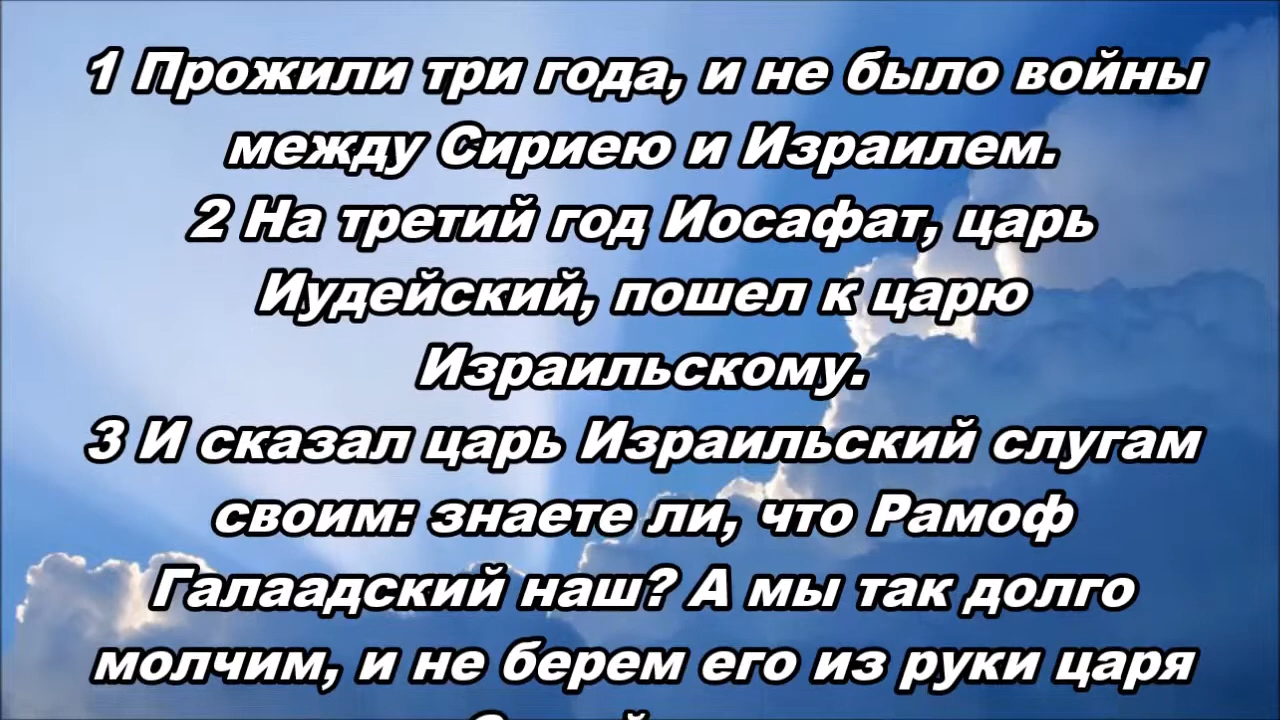 1 Прожили три года, и не было войны
между Сириею и Израилем.
2 На третий год Иосафат, царь
Иудейский, пошел к царю
Израильскому.
3 И сказал царь Израильский слугам
своим: знаете ли, что Рамоф
Галаадский наш? А мы так долго
молчим, и не берем его из руки царя